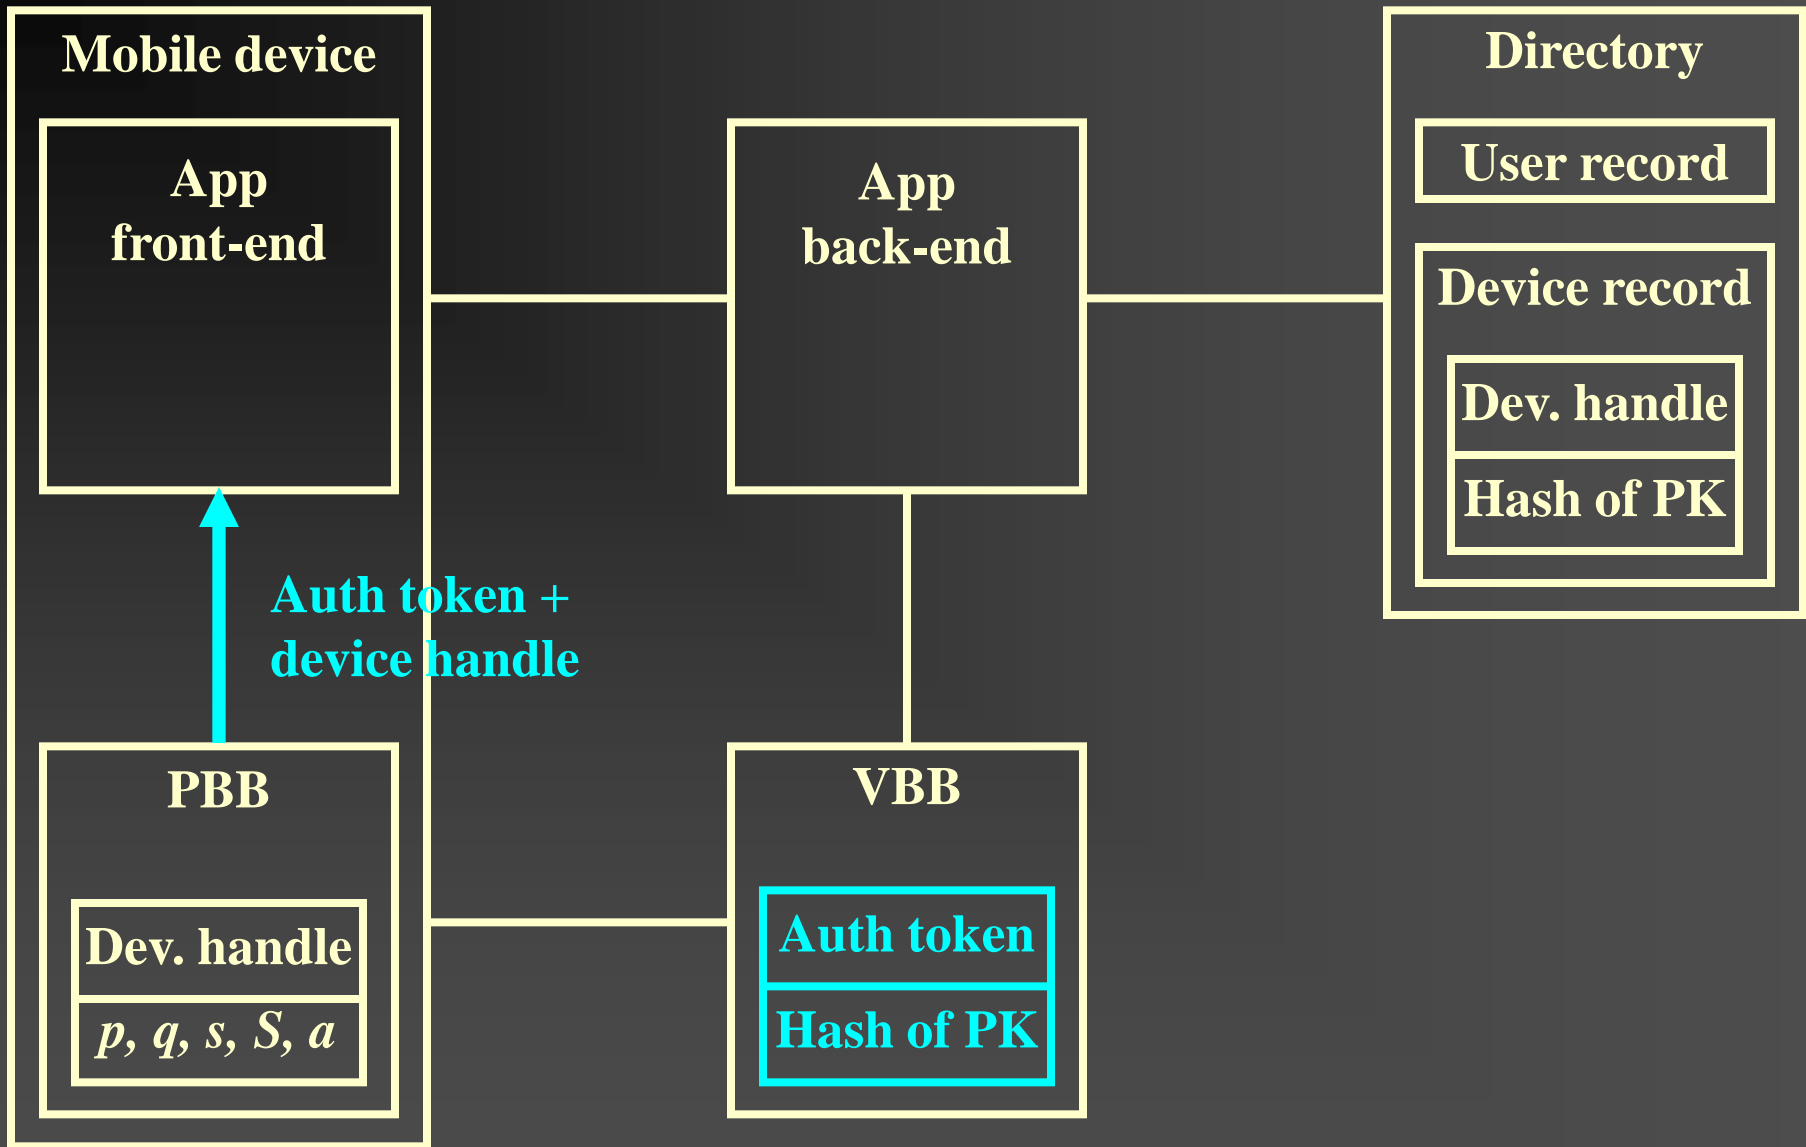 Mobile device
App
front-end
Auth token +
device handle
PBB
Dev. handle
p, q, s, S, a
App
back-end
VBB
Auth token
Hash of PK
Directory
User record
Device record
Dev. handle
Hash of PK